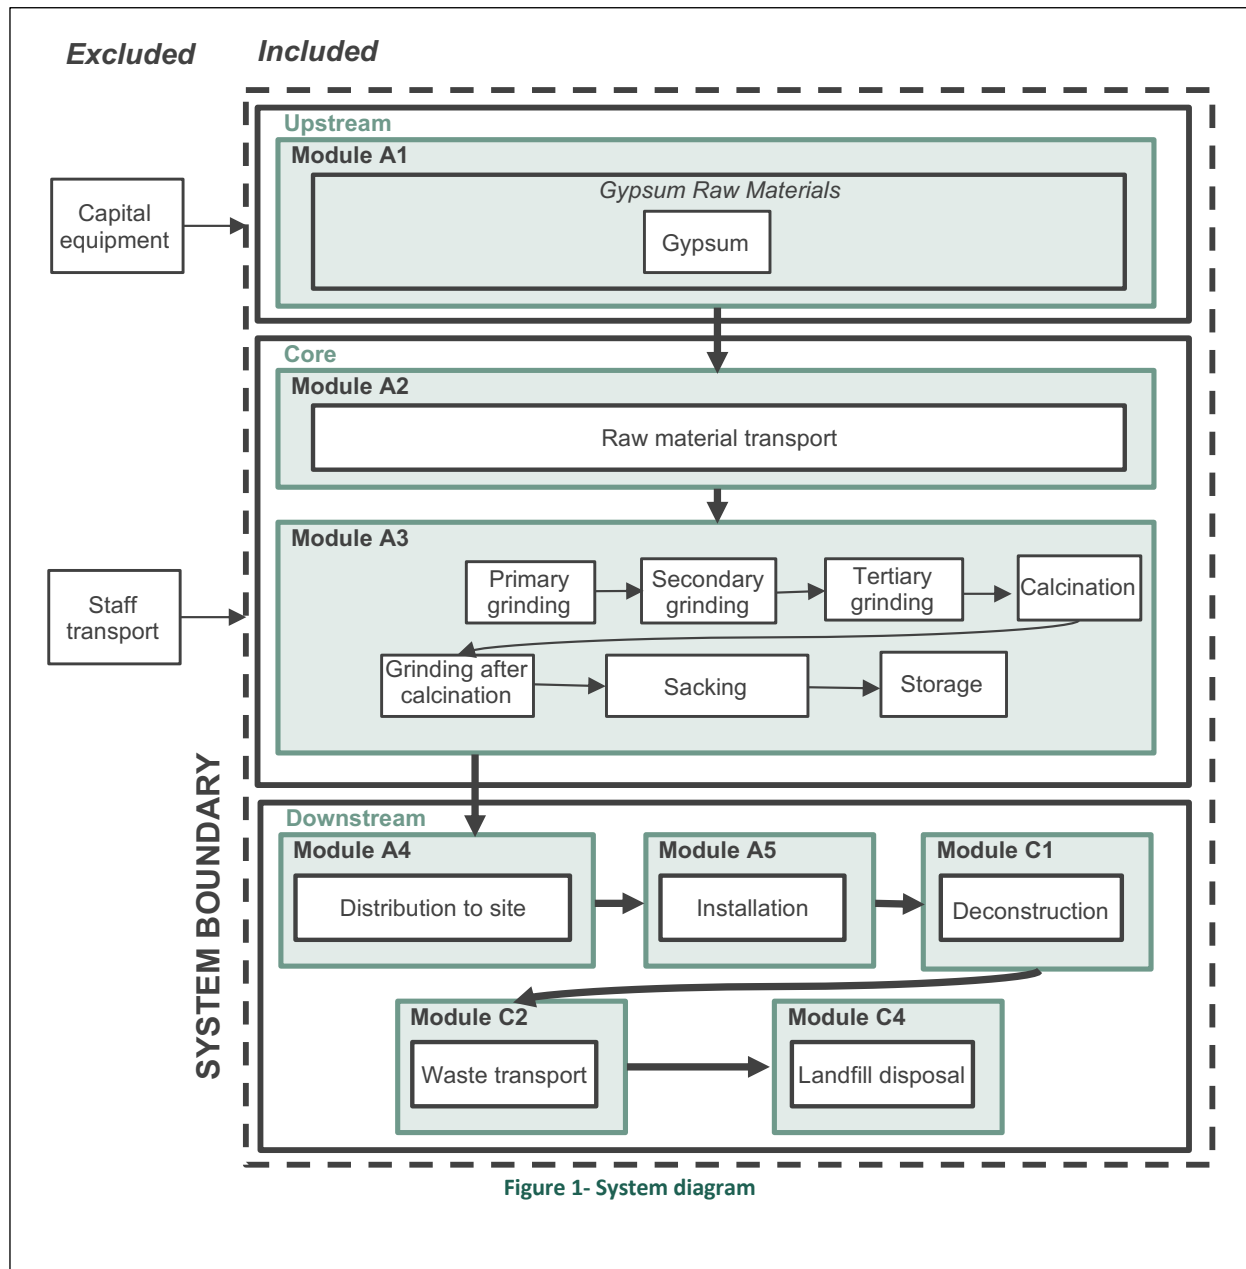 Excluded
Included
Upstream
Module A1
Gypsum Raw Materials
Gypsum
Capital
equipment
Core
Module A2
Raw material transport
Module A3
Primary
grinding
Secondary
grinding
Tertiary
grinding
Calcination
Staff
transport
Grinding after
calcination
Sacking
Storage
SYSTEM BOUNDARY
Downstream
Module A4
Distribution to site
Module A5
Installation
Module C1
Deconstruction
Module C2
Waste transport
Module C4
Landfill disposal
Figure 1- System diagram